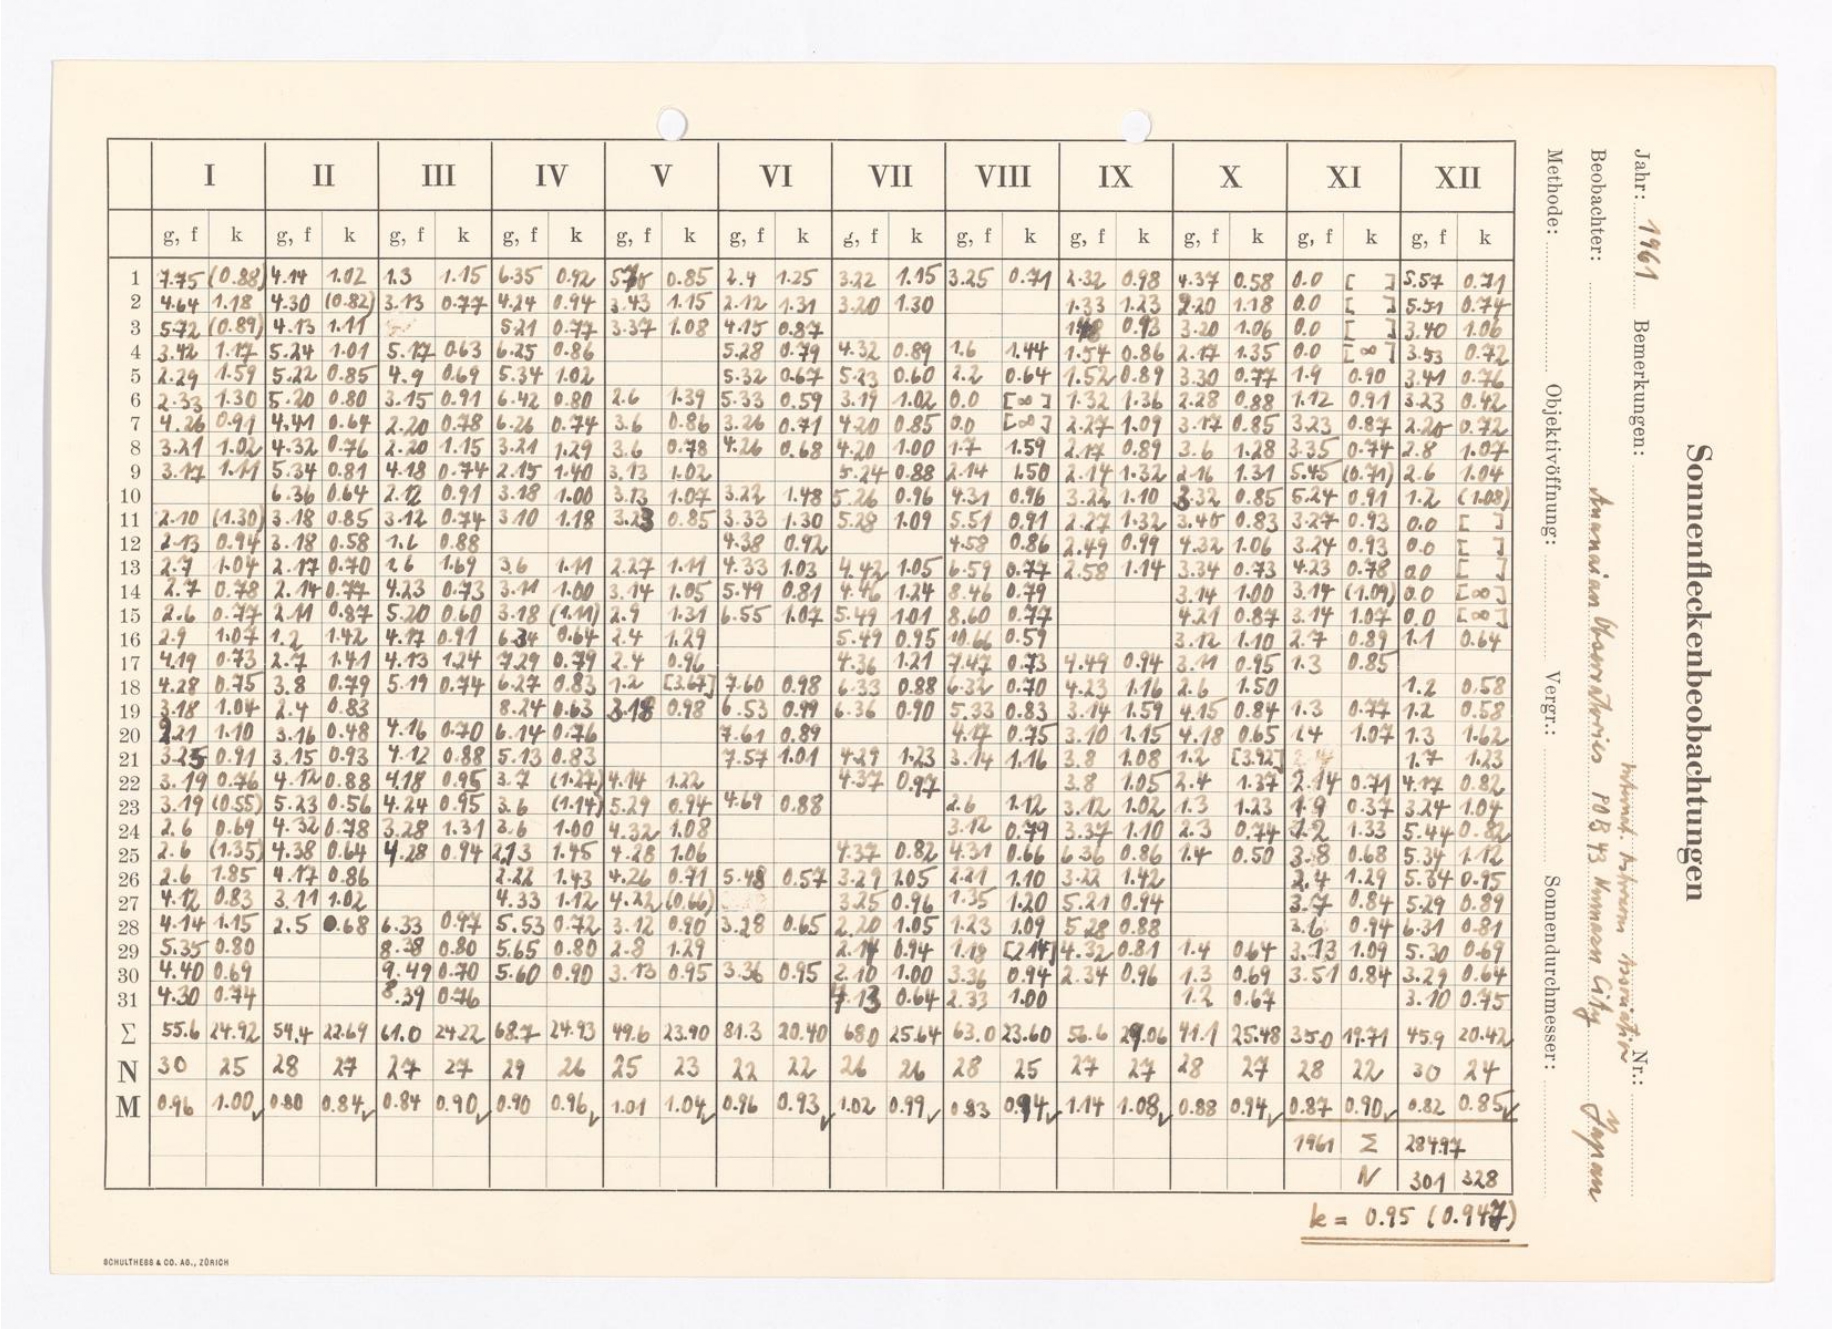 Sonnenfleckenbeobachtungen
Jahr: 1961 Bemerkungen: Nr.:
Beobachter: Observatories POB 43 City Japan
Methode: Objektivöffnung: Vergr.: Sonnendurchmesser:
I II III IV V VI VII VIII IX X XI XII
g, f k g, f k g, f k g, f k g, f k g, f k g, f k g, f k g, f k g, f k g, f k g, f k
1 7.75 (0.88) 4.14 1.02 1.3 1.15 6.35 0.92 0.85 2.4 1.25 3.22 1.15 3.25 0.71 2.32 0.98 4.37 0.58 0.0 [ ] 5.57 0.71
2 4.64 1.18 4.30 (0.82) 3.13 0.77 4.24 0.94 3.43 1.15 2.12 1.31 3.20 1.30 1.33 1.23 2.20 1.18 0.0 [ ] 5.51 0.74
3 5.72 (0.89) 4.13 1.11 5.21 0.77 3.37 1.08 4.15 0.87 0.93 3.20 1.06 0.0 [ ] 3.40 1.06
4 3.42 1.17 5.24 1.01 5.17 0.63 6.25 0.86 5.28 0.79 4.32 0.89 1.6 1.44 1.54 0.86 2.17 1.35 0.0 [∞] 3.53 0.72
5 2.29 1.59 5.22 0.85 4.9 0.69 5.34 1.02 5.32 0.67 5.23 0.60 2.2 0.64 1.52 0.89 3.30 0.77 1.9 0.90 3.41 0.76
6 2.33 1.30 5.20 0.80 3.15 0.91 6.42 0.80 2.6 1.39 5.33 0.59 3.19 1.02 0.0 [∞] 1.32 1.36 2.28 0.88 1.12 0.91 3.23 0.42
7 4.26 0.91 4.41 0.64 2.20 0.78 6.26 0.74 3.6 0.86 3.26 0.71 4.20 0.85 0.0 [∞] 2.27 1.09 3.17 0.85 3.23 0.87 2.20 0.72
8 3.21 1.02 4.32 0.76 2.20 1.15 3.21 1.29 3.6 0.78 4.26 0.68 4.20 1.00 1.7 1.59 2.17 0.89 3.6 1.28 3.35 0.74 2.8 1.07
9 3.17 1.11 5.34 0.81 4.18 0.74 2.15 1.40 3.13 1.02 5.24 0.88 2.14 1.50 2.14 1.32 2.16 1.31 5.45 (0.71) 2.6 1.04
10 6.36 0.64 2.12 0.91 3.18 1.00 3.13 1.07 3.22 1.48 5.26 0.96 4.31 0.96 3.22 1.10 3.32 0.85 5.24 0.91 1.2 (1.08)
11 2.10 (1.30) 3.18 0.85 3.12 0.74 3.10 1.18 3.23 0.85 3.33 1.30 5.28 1.09 5.51 0.91 2.27 1.32 3.40 0.83 3.27 0.93 0.0 [ ]
12 2.13 0.94 3.18 0.58 1.6 0.88 4.38 0.92 4.58 0.86 2.49 0.99 4.32 1.06 3.24 0.93 0.0 [ ]
13 2.7 1.04 2.17 0.70 1.6 1.69 3.6 1.11 2.27 1.11 4.33 1.03 4.42 1.05 6.59 0.77 2.58 1.14 3.34 0.73 4.23 0.78 0.0 [ ]
14 2.7 0.78 2.14 0.77 4.23 0.73 3.11 1.00 3.14 1.05 5.49 0.81 4.46 1.24 8.46 0.79 3.14 1.00 3.14 (1.09) 0.0 [∞]
15 2.6 0.77 2.11 0.87 5.20 0.60 3.18 (1.11) 2.9 1.31 6.55 1.07 5.49 1.01 8.60 0.77 4.21 0.87 3.14 1.07 0.0 [∞]
16 2.9 1.07 1.2 1.42 4.17 0.91 6.34 0.64 2.4 1.29 5.49 0.95 10.66 0.59 3.12 1.10 2.7 0.89 1.1 0.64
17 4.19 0.73 2.7 1.41 4.13 1.24 7.29 0.79 2.4 0.96 4.36 1.21 7.47 0.73 4.49 0.94 3.11 0.95 1.3 0.85
18 4.28 0.75 3.8 0.79 5.19 0.74 6.27 0.83 1.2 [3.67] 7.60 0.98 6.33 0.88 6.32 0.70 4.23 1.16 2.6 1.50 1.2 0.58
19 3.18 1.04 2.4 0.83 8.24 0.63 3.18 0.98 6.53 0.99 6.36 0.90 5.33 0.83 3.14 1.59 4.15 0.84 1.3 0.77 1.2 0.58
20 2.21 1.10 3.16 0.48 4.16 0.70 6.14 0.76 7.61 0.89 4.17 0.75 3.10 1.15 4.18 0.65 1.4 1.07 1.3 1.62
21 3.25 0.91 3.15 0.93 4.12 0.88 5.13 0.83 7.57 1.01 4.29 1.23 3.14 1.16 3.8 1.08 1.2 [3.92] 1.7 1.23
22 3.19 0.76 4.12 0.88 4.18 0.95 3.7 (1.27) 4.14 1.22 4.37 0.97 3.8 1.05 2.4 1.37 2.14 0.71 4.17 0.82
23 3.19 (0.55) 5.23 0.56 4.24 0.95 3.6 (1.14) 5.29 0.94 4.69 0.88 2.6 1.12 3.12 1.02 1.3 1.23 1.9 0.37 3.24 1.04
24 2.6 0.69 4.32 0.78 3.28 1.31 3.6 1.00 4.32 1.08 3.12 0.79 3.37 1.10 2.3 0.74 1.33 5.44 0.82
25 2.6 (1.35) 4.38 0.64 4.28 0.94 2.13 1.45 4.28 1.06 4.37 0.82 4.31 0.66 6.36 0.86 1.4 0.50 3.8 0.68 5.34 1.12
26 2.6 1.85 4.17 0.86 2.22 1.43 4.26 0.71 5.48 0.57 3.29 1.05 2.21 1.10 3.22 1.42 2.4 1.29 5.34 0.95
27 4.12 0.83 3.11 1.02 4.33 1.12 4.22 (0.66) 3.25 0.96 1.35 1.20 5.21 0.94 3.7 0.84 5.29 0.89
28 4.14 1.15 2.5 0.68 6.33 0.97 5.53 0.72 3.12 0.90 3.28 0.65 2.20 1.05 1.23 1.09 5.28 0.88 3.6 0.94 6.31 0.81
29 5.35 0.80 8.38 0.80 5.65 0.80 2.8 1.29 2.14 0.94 1.18 [2.14] 4.32 0.81 1.4 0.64 3.13 1.09 5.30 0.69
30 4.40 0.69 9.49 0.70 5.60 0.90 3.13 0.95 3.36 0.95 2.10 1.00 3.36 0.94 2.34 0.96 1.3 0.69 3.51 0.84 3.29 0.64
31 4.30 0.74 8.39 0.76 0.64 2.33 1.00 1.2 0.67 3.10 0.75
Σ 55.6 24.92 54.4 22.69 61.0 24.22 68.7 24.93 49.6 23.90 81.3 20.40 68.0 25.64 63.0 23.60 56.6 29.06 41.1 25.48 35.0 19.71 45.9 20.42
N 30 25 28 27 27 27 29 26 25 23 22 22 26 26 28 25 27 27 28 27 28 22 30 24
M 0.96 1.00 0.80 0.84 0.84 0.90 0.90 0.96 1.01 1.04 0.96 0.93 1.02 0.99 0.83 0.94 1.14 1.08 0.88 0.94 0.87 0.90 0.82 0.85
1961 Σ 284.97
N 301 328
k = 0.95 (0.947)
SCHULTHESS & CO. AG., ZÜRICH